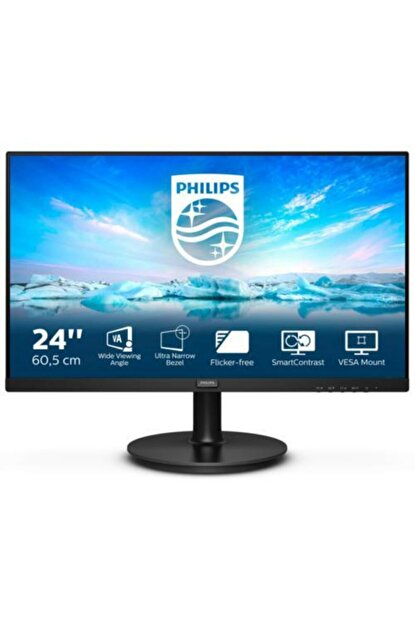 PHILIPS
24''
60,5 cm
VA
Wide Viewing
Angle
Ultra Narrow
Bezel
Flicker-free
SmartContrast
VESA Mount
PHILIPS